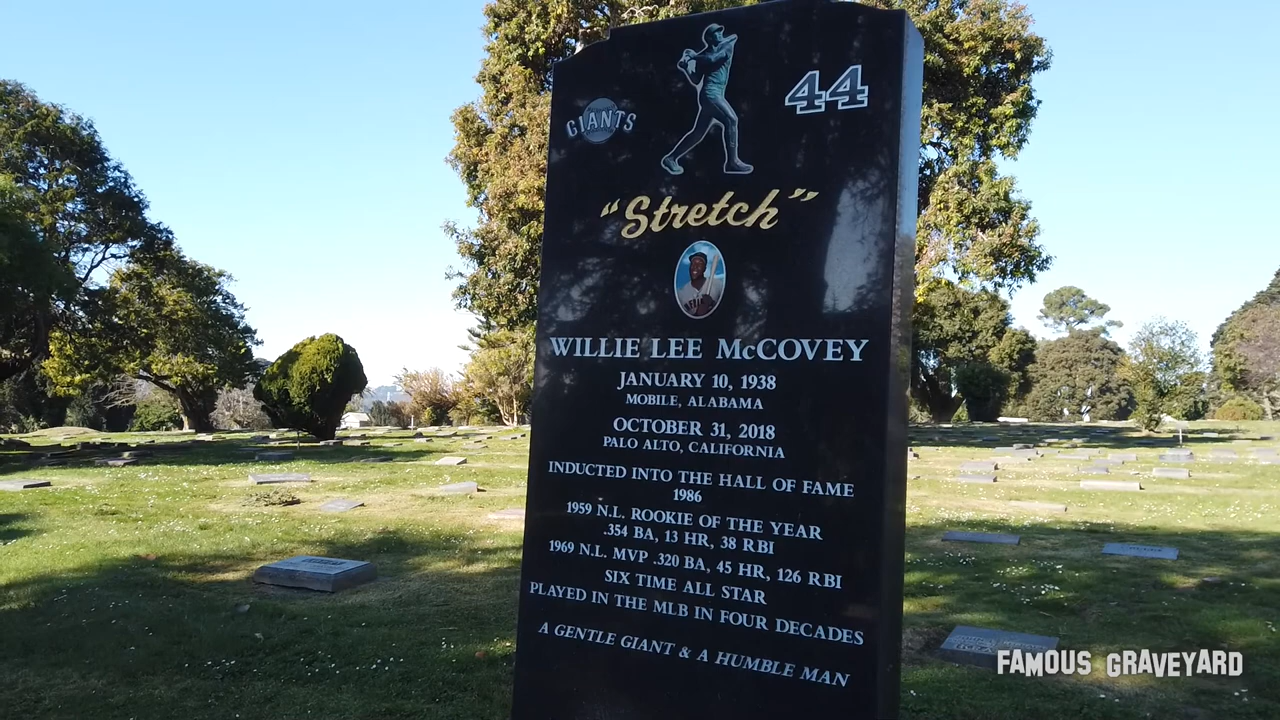 GIANTS
44
"Stretch"
WILLIE LEE McCOVEY
JANUARY 10, 1938
MOBILE, ALABAMA
OCTOBER 31, 2018
PALO ALTO, CALIFORNIA
INDUCTED INTO THE HALL OF FAME
1986
1959 N.L. ROOKIE OF THE YEAR
.354 BA, 13 HR, 38 RBI
1969 N.L. MVP .320 BA, 45 HR, 126 RBI
SIX TIME ALL STAR
PLAYED IN THE MLB IN FOUR DECADES
A GENTLE GIANT & A HUMBLE MAN
FAMOUS GRAVEYARD